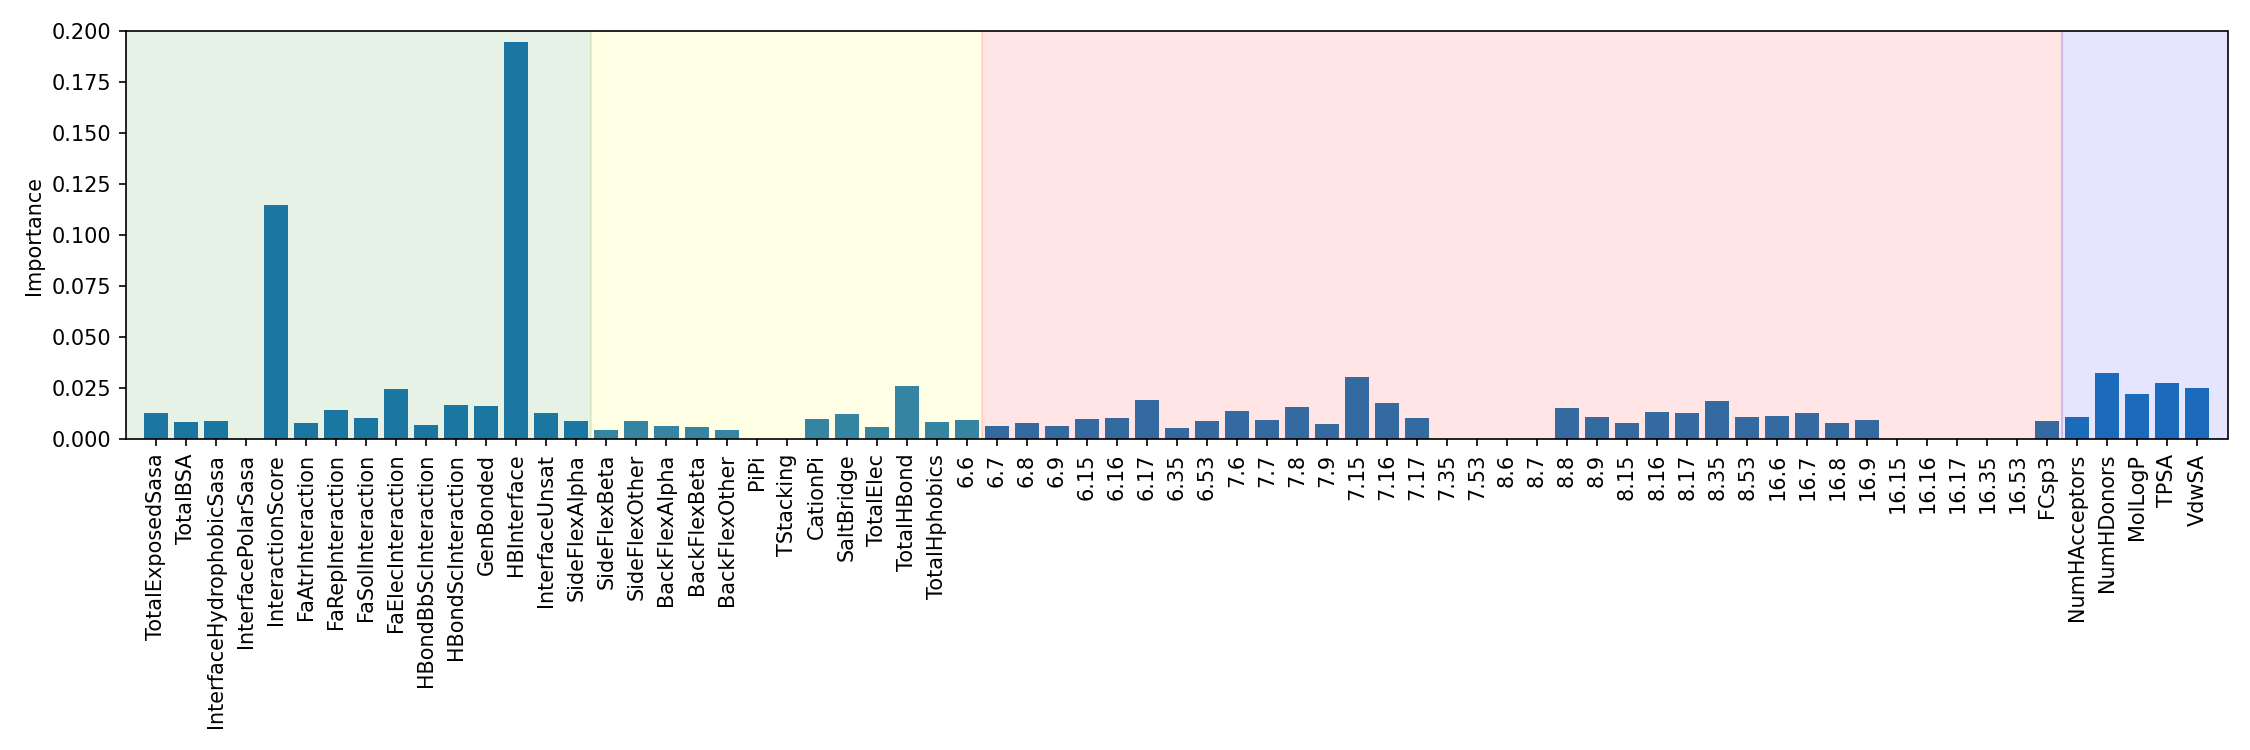 0.200
0.175
0.150
0.125
0.100
0.075
0.050
0.025
0.000
Importance
TotalExposedSasa
TotalBSA
InterfaceHydrophobicSasa
InterfacePolarSasa
InteractionScore
FaAtrInteraction
FaRepInteraction
FaSolInteraction
FaElecInteraction
HBondBbScInteraction
HBondScInteraction
GenBonded
HBInterface
InterfaceUnsat
SideFlexAlpha
SideFlexBeta
SideFlexOther
BackFlexAlpha
BackFlexBeta
BackFlexOther
PiPi
TStacking
CationPi
SaltBridge
TotalElec
TotalHBond
TotalHphobics
6.6
6.7
6.8
6.9
6.15
6.16
6.17
6.35
6.53
7.6
7.7
7.8
7.9
7.15
7.16
7.17
7.35
7.53
8.6
8.7
8.8
8.9
8.15
8.16
8.17
8.35
8.53
16.6
16.7
16.8
16.9
16.15
16.16
16.17
16.35
16.53
FCsp3
NumHAcceptors
NumHDonors
MolLogP
TPSA
VdwSA